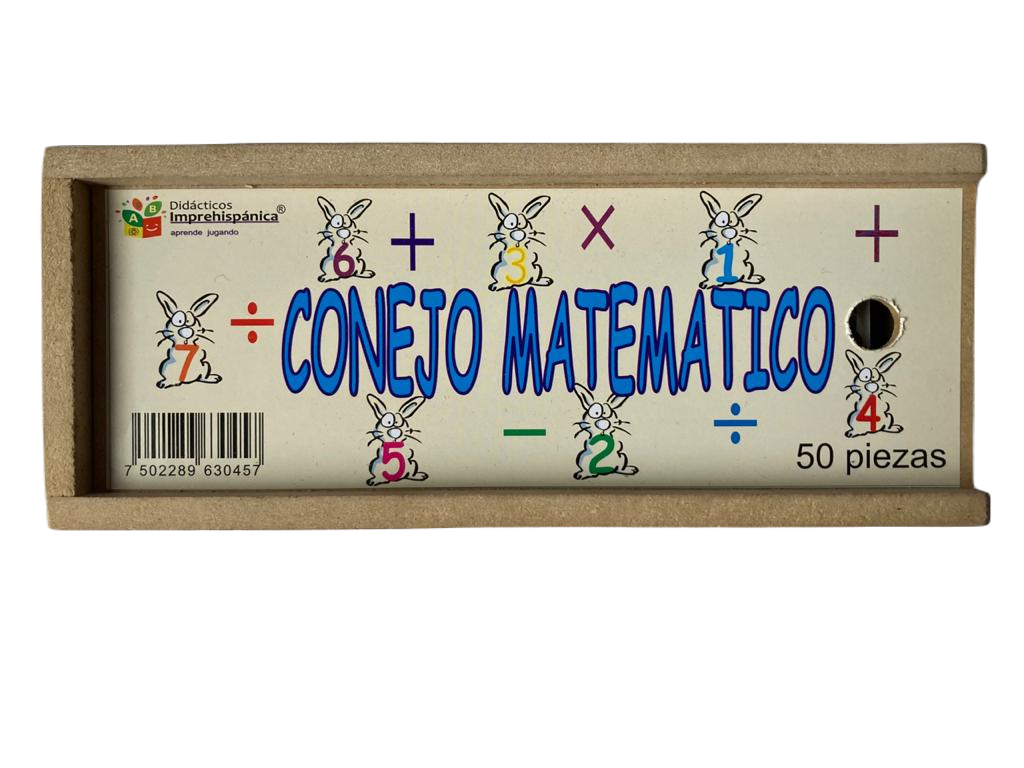 A B
Didácticos
Imprehispánica®
aprende jugando
6 + 3 × 1 +
7 ÷ CONEJO MATEMATICO
4
5 − 2 ÷
50 piezas
7 502289 630457